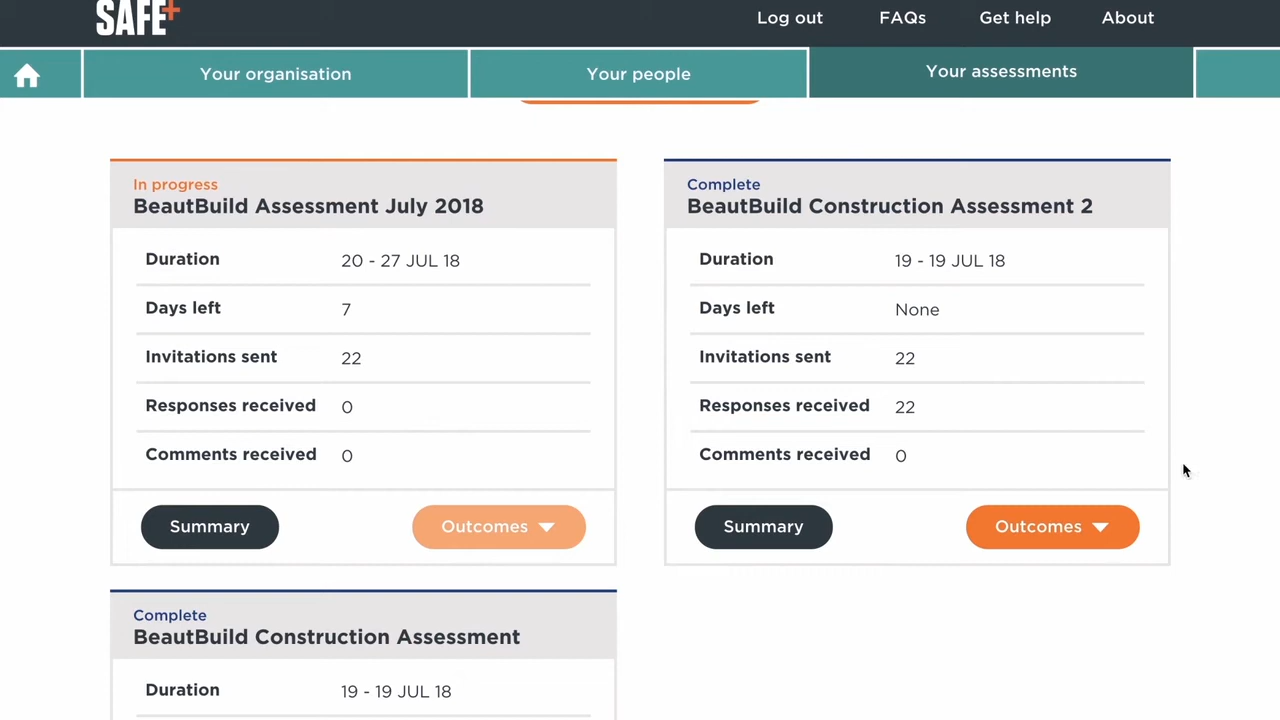 SAFE+
Log out FAQs Get help About
Your organisation Your people Your assessments
In progress
BeautBuild Assessment July 2018
Duration 20 - 27 JUL 18
Days left 7
Invitations sent 22
Responses received 0
Comments received 0
Summary Outcomes
Complete
BeautBuild Construction Assessment 2
Duration 19 - 19 JUL 18
Days left None
Invitations sent 22
Responses received 22
Comments received 0
Summary Outcomes
Complete
BeautBuild Construction Assessment
Duration 19 - 19 JUL 18